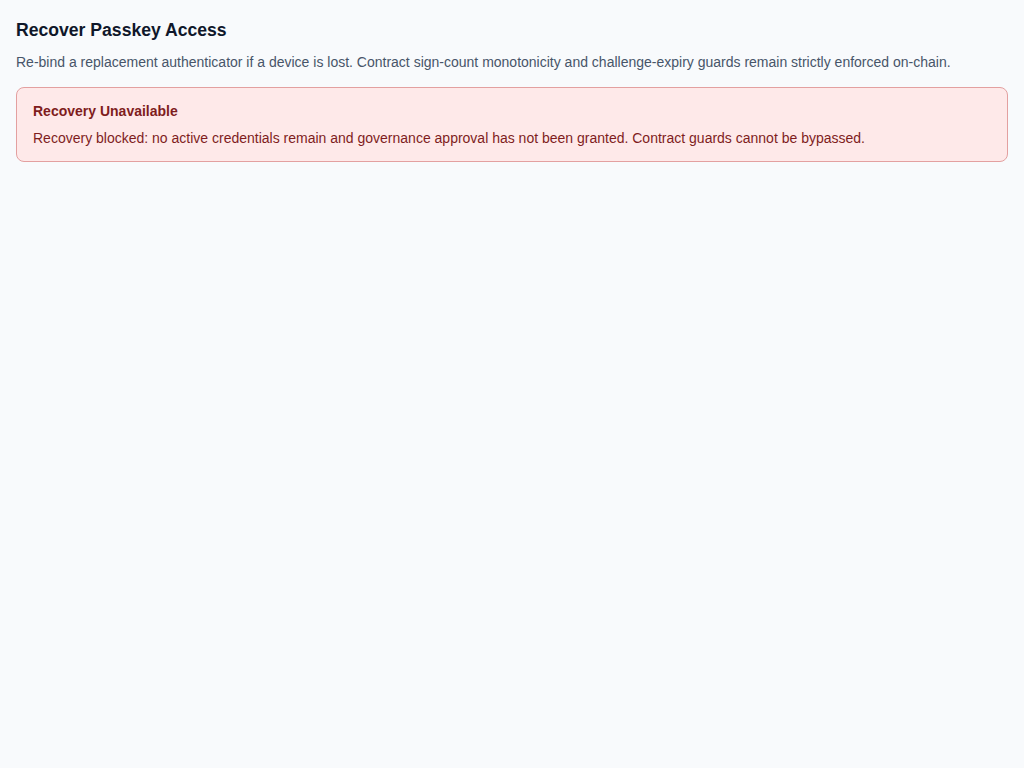 Recover Passkey Access
Re-bind a replacement authenticator if a device is lost. Contract sign-count monotonicity and challenge-expiry guards remain strictly enforced on-chain.
Recovery Unavailable
Recovery blocked: no active credentials remain and governance approval has not been granted. Contract guards cannot be bypassed.